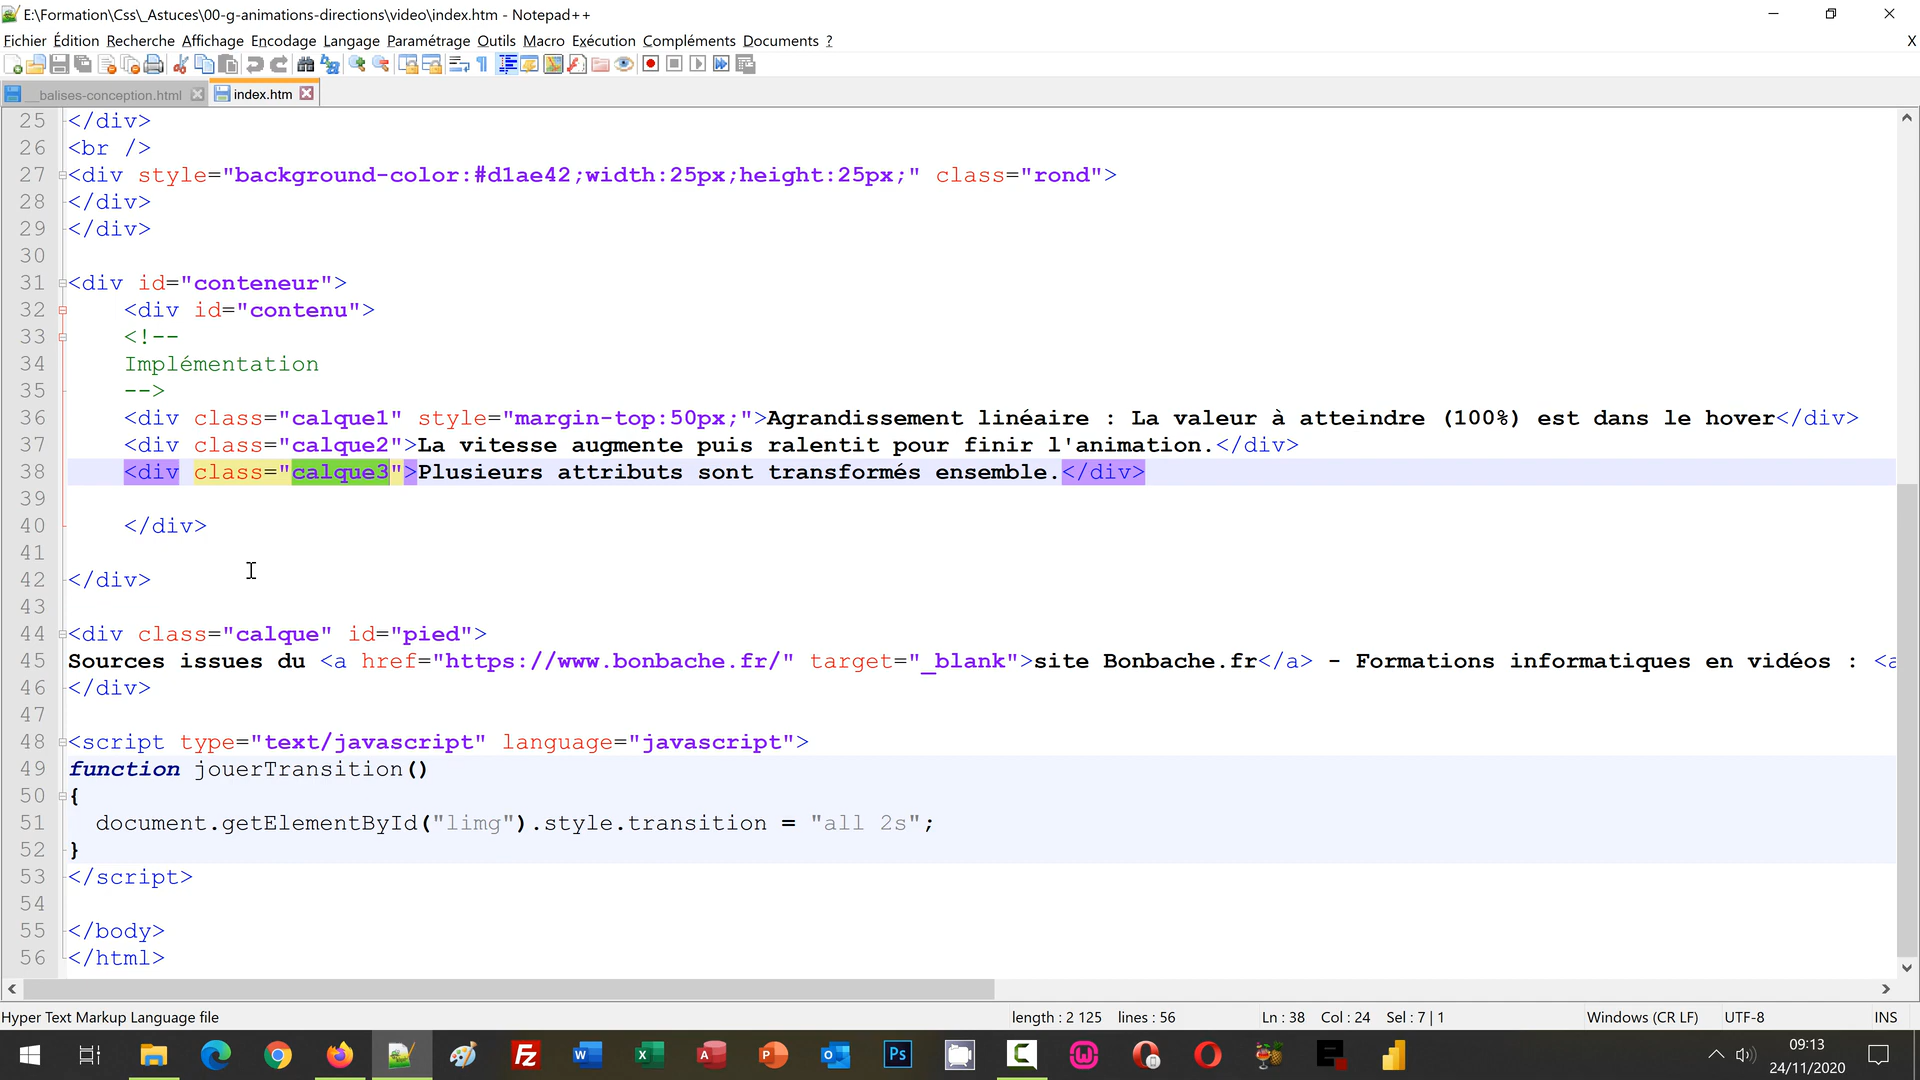 E:\Formation\Css\_Astuces\00-g-animations-directions\video\index.htm - Notepad++
Fichier Édition Recherche Affichage Encodage Langage Paramétrage Outils Macro Exécution Compléments Documents ?
X
__balises-conception.html index.htm
25 </div>
26 <br />
27 <div style="background-color:#d1ae42;width:25px;height:25px;" class="rond">
28 </div>
29 </div>
30
31 <div id="conteneur">
32 <div id="contenu">
33 <!--
34 Implémentation
35 -->
36 <div class="calque1" style="margin-top:50px;">Agrandissement linéaire : La valeur à atteindre (100%) est dans le hover</div>
37 <div class="calque2">La vitesse augmente puis ralentit pour finir l'animation.</div>
38 <div class="calque3">Plusieurs attributs sont transformés ensemble.</div>
39
40 </div>
41
42 </div>
43
44 <div class="calque" id="pied">
45 Sources issues du <a href="https://www.bonbache.fr/" target="_blank">site Bonbache.fr</a> - Formations informatiques en vidéos : <a
46 </div>
47
48 <script type="text/javascript" language="javascript">
49 function jouerTransition()
50 {
51 document.getElementById("limg").style.transition = "all 2s";
52 }
53 </script>
54
55 </body>
56 </html>
Hyper Text Markup Language file length : 2 125 lines : 56 Ln : 38 Col : 24 Sel : 7 | 1 Windows (CR LF) UTF-8 INS
09:13
24/11/2020